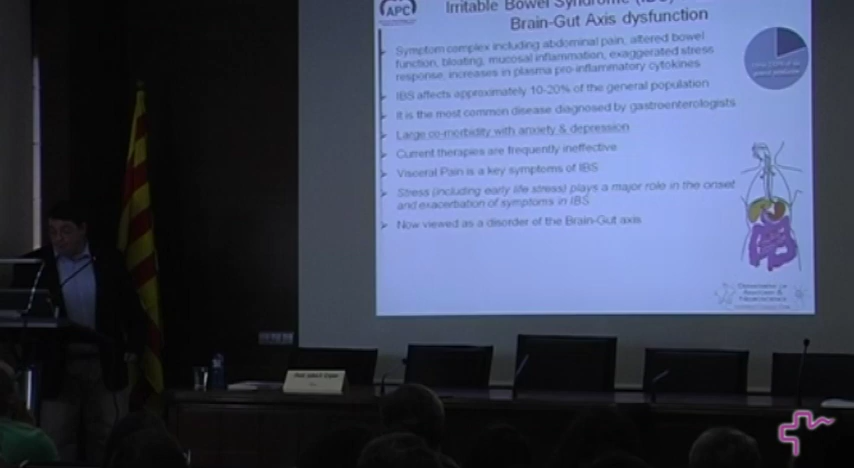 APC
Irritable Bowel Syndrome (IBS)
Brain-Gut Axis dysfunction
Symptom complex including abdominal pain, altered bowel
function, bloating, mucosal inflammation, exaggerated stress
response, increases in plasma pro-inflammatory cytokines
IBS affects approximately 10-20% of the general population
It is the most common disease diagnosed by gastroenterologists
Large co-morbidity with anxiety & depression
Current therapies are frequently ineffective
Visceral Pain is a key symptoms of IBS
Stress (including early life stress) plays a major role in the onset
and exacerbation of symptoms in IBS
Now viewed as a disorder of the Brain-Gut axis
Department of
Anatomy &
Neuroscience